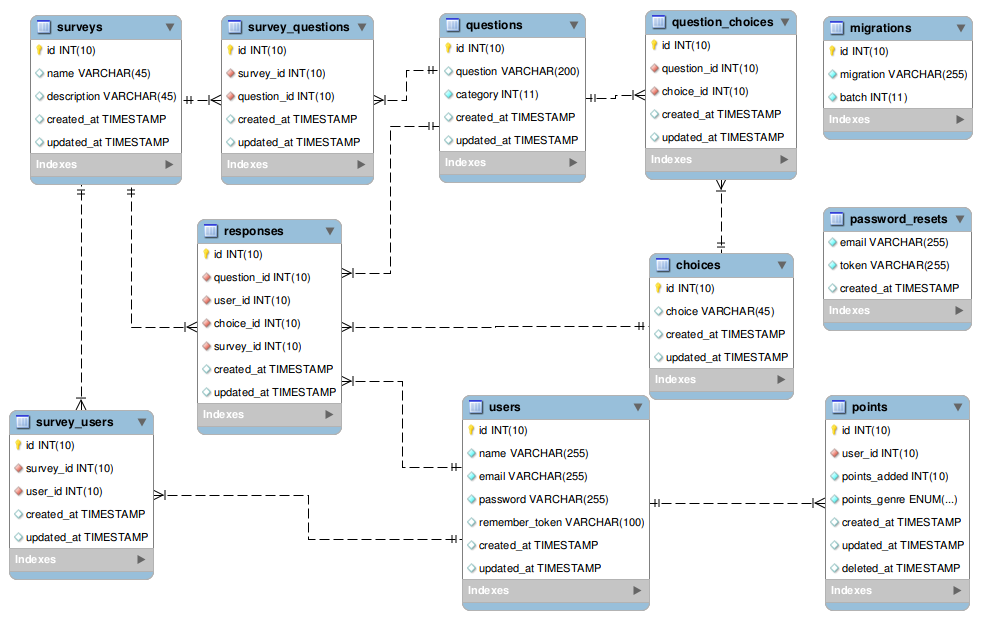 surveys
id INT(10)
name VARCHAR(45)
description VARCHAR(45)
created_at TIMESTAMP
updated_at TIMESTAMP
Indexes
survey_questions
id INT(10)
survey_id INT(10)
question_id INT(10)
created_at TIMESTAMP
updated_at TIMESTAMP
Indexes
questions
id INT(10)
question VARCHAR(200)
category INT(11)
created_at TIMESTAMP
updated_at TIMESTAMP
Indexes
question_choices
id INT(10)
question_id INT(10)
choice_id INT(10)
created_at TIMESTAMP
updated_at TIMESTAMP
Indexes
migrations
id INT(10)
migration VARCHAR(255)
batch INT(11)
Indexes
responses
id INT(10)
question_id INT(10)
user_id INT(10)
choice_id INT(10)
survey_id INT(10)
created_at TIMESTAMP
updated_at TIMESTAMP
Indexes
choices
id INT(10)
choice VARCHAR(45)
created_at TIMESTAMP
updated_at TIMESTAMP
Indexes
password_resets
email VARCHAR(255)
token VARCHAR(255)
created_at TIMESTAMP
Indexes
survey_users
id INT(10)
survey_id INT(10)
user_id INT(10)
created_at TIMESTAMP
updated_at TIMESTAMP
Indexes
users
id INT(10)
name VARCHAR(255)
email VARCHAR(255)
password VARCHAR(255)
remember_token VARCHAR(100)
created_at TIMESTAMP
updated_at TIMESTAMP
Indexes
points
id INT(10)
user_id INT(10)
points_added INT(10)
points_genre ENUM(...)
created_at TIMESTAMP
updated_at TIMESTAMP
deleted_at TIMESTAMP
Indexes